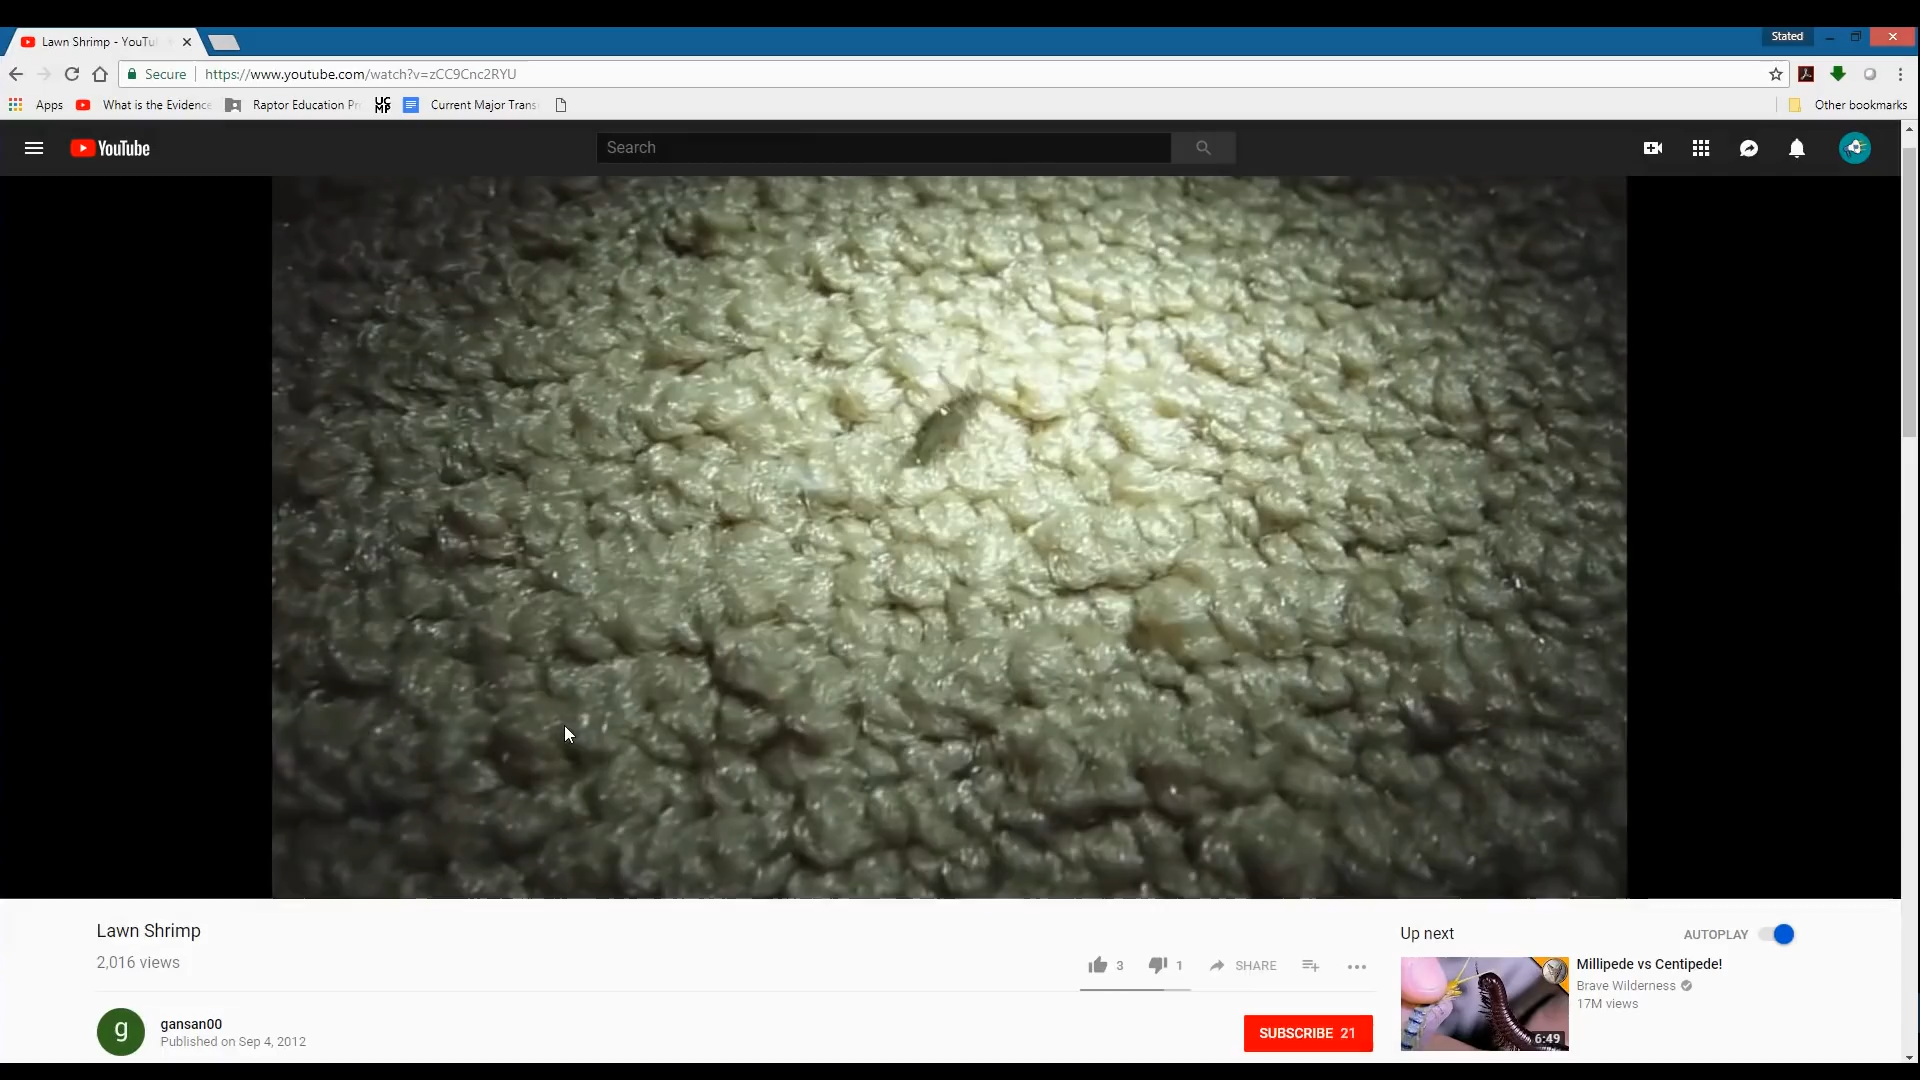 Lawn Shrimp - YouTu
Stated
Secure
https://www.youtube.com/watch?v=zCC9Cnc2RYU
Apps
What is the Evidenc
Raptor Education Pr
UCMP
Current Major Trans
Other bookmarks
YouTube
Search
Lawn Shrimp
2,016 views
3
1
SHARE
gansan00
Published on Sep 4, 2012
SUBSCRIBE 21
Up next
AUTOPLAY
Millipede vs Centipede!
Brave Wilderness
17M views
6:49
g